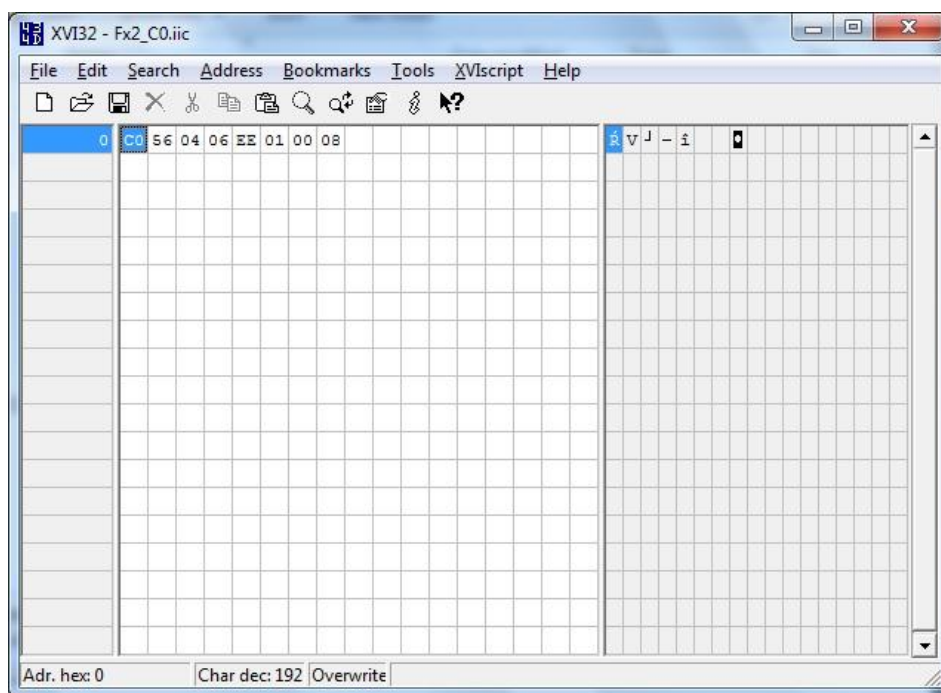 XVI32 - Fx2_C0.iic
File Edit Search Address Bookmarks Tools XVIscript Help
0 C0 56 04 06 EE 01 00 08 Ŕ V ┘ - î ◘
Adr. hex: 0 Char dec: 192 Overwrite